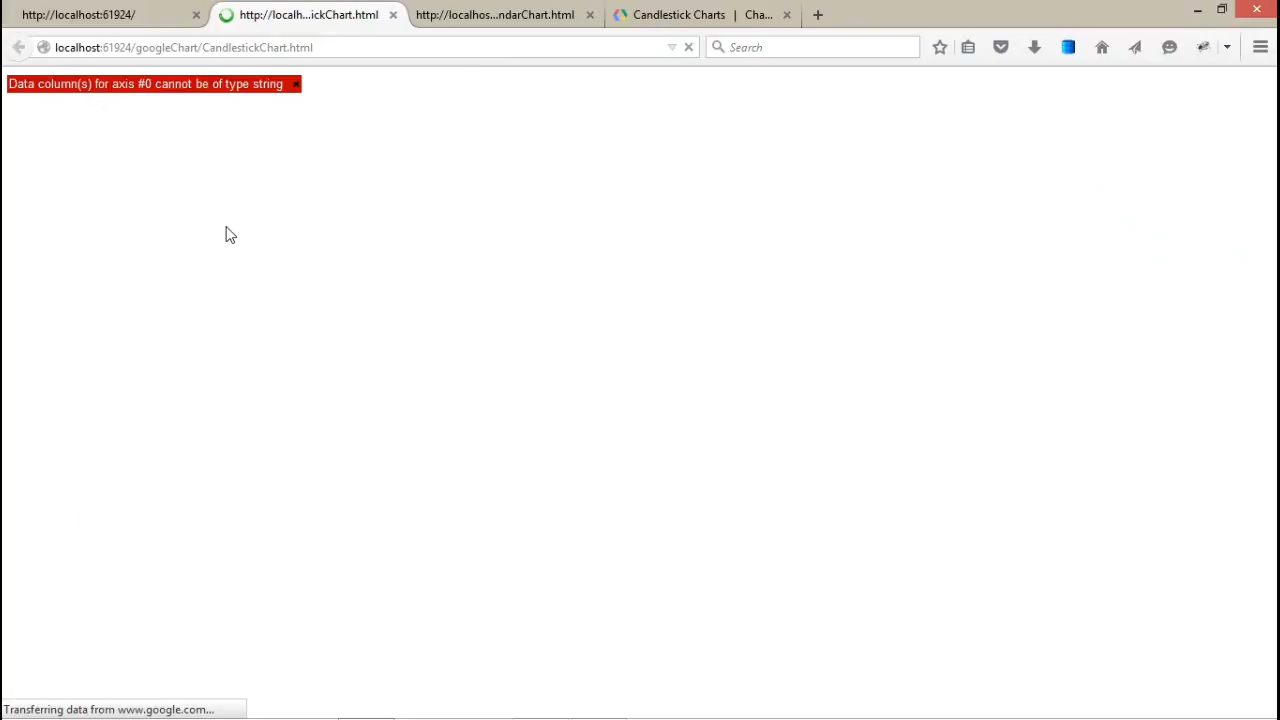 http://localhost:61924/
http://localh...ickChart.html
http://localhos...ndarChart.html
Candlestick Charts | Cha...
localhost:61924/googleChart/CandlestickChart.html
Search
Data column(s) for axis #0 cannot be of type string
Transferring data from www.google.com...